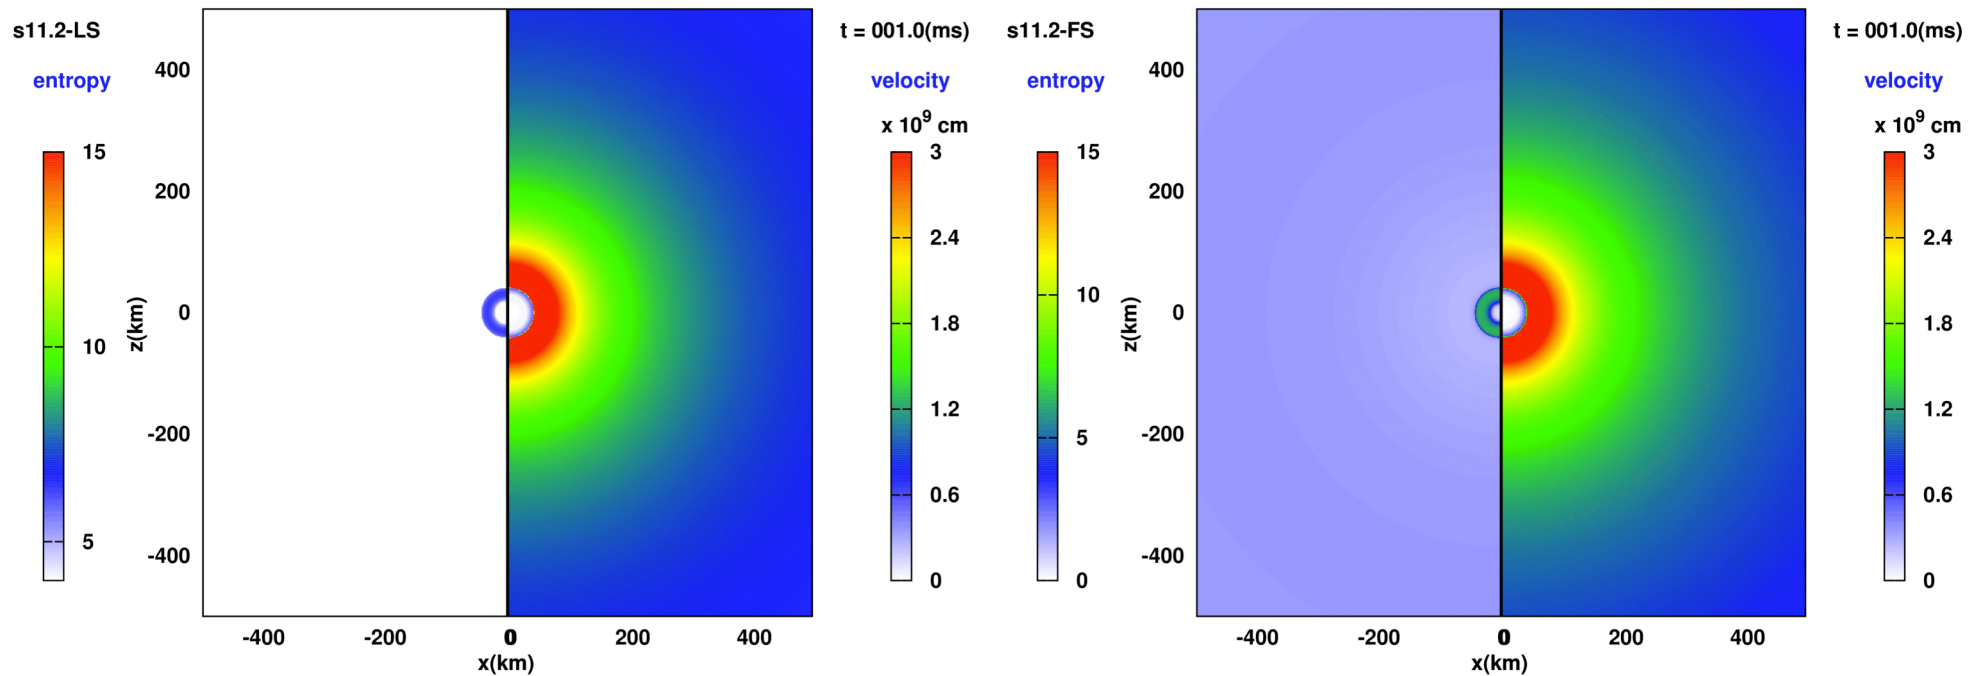 s11.2-LS
t = 001.0(ms)
entropy
velocity
x 10^9 cm
15
10
5
3
2.4
1.8
1.2
0.6
0
400
200
0
-200
-400
z(km)
-400
-200
0
200
400
x(km)
s11.2-FS
t = 001.0(ms)
entropy
velocity
x 10^9 cm
15
10
5
0
3
2.4
1.8
1.2
0.6
0
400
200
0
-200
-400
z(km)
-400
-200
0
200
400
x(km)